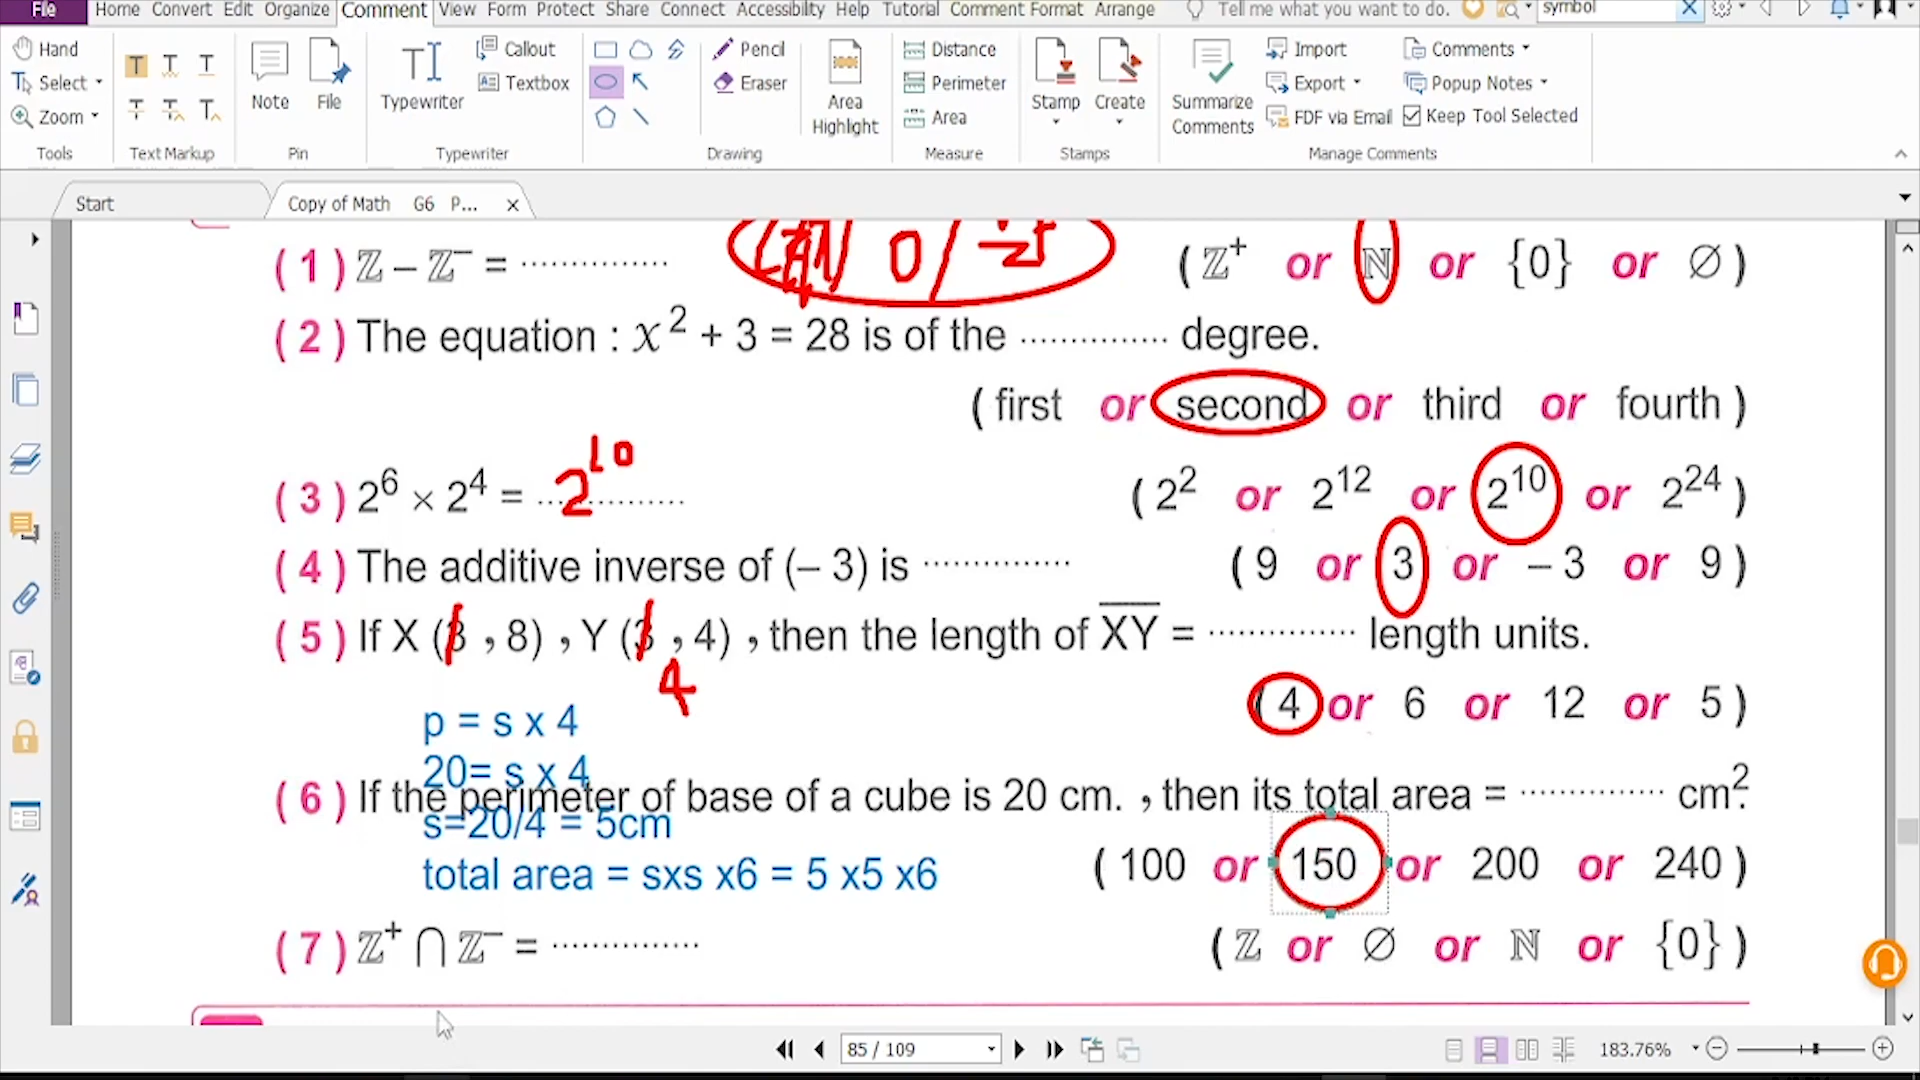 File Home Convert Edit Organize Comment View Form Protect Share Connect Accessibility Help Tutorial Comment Format Arrange Tell me what you want to do. symbol
Hand
Select
Zoom
Tools
Text Markup
Note File
Pin
Typewriter
Callout
Textbox
Typewriter
Pencil
Eraser
Area Highlight
Drawing
Distance
Perimeter
Area
Measure
Stamp Create
Stamps
Summarize Comments
Import
Export
FDF via Email
Comments
Popup Notes
Keep Tool Selected
Manage Comments
Start Copy of Math G6 P...
(1) ℤ – ℤ⁻ = ............... 0 (ℤ⁺ or ℕ or {0} or ∅)
(2) The equation : x² + 3 = 28 is of the ............... degree.
(first or second or third or fourth)
(3) 2⁶ × 2⁴ = ............... 2¹⁰ (2² or 2¹² or 2¹⁰ or 2²⁴)
(4) The additive inverse of (– 3) is ............... (9 or 3 or – 3 or 9)
(5) If X (3 , 8) , Y (3 , 4) , then the length of X̅Y̅ = ............... length units.
4
(4 or 6 or 12 or 5)
p = s x 4
20= s x 4
(6) If the perimeter of base of a cube is 20 cm. , then its total area = ............... cm².
s=20/4 = 5cm
total area = sxs x6 = 5 x5 x6 (100 or 150 or 200 or 240)
(7) ℤ⁺ ∩ ℤ⁻ = ............... (ℤ or ∅ or ℕ or {0})
85 / 109 183.76%